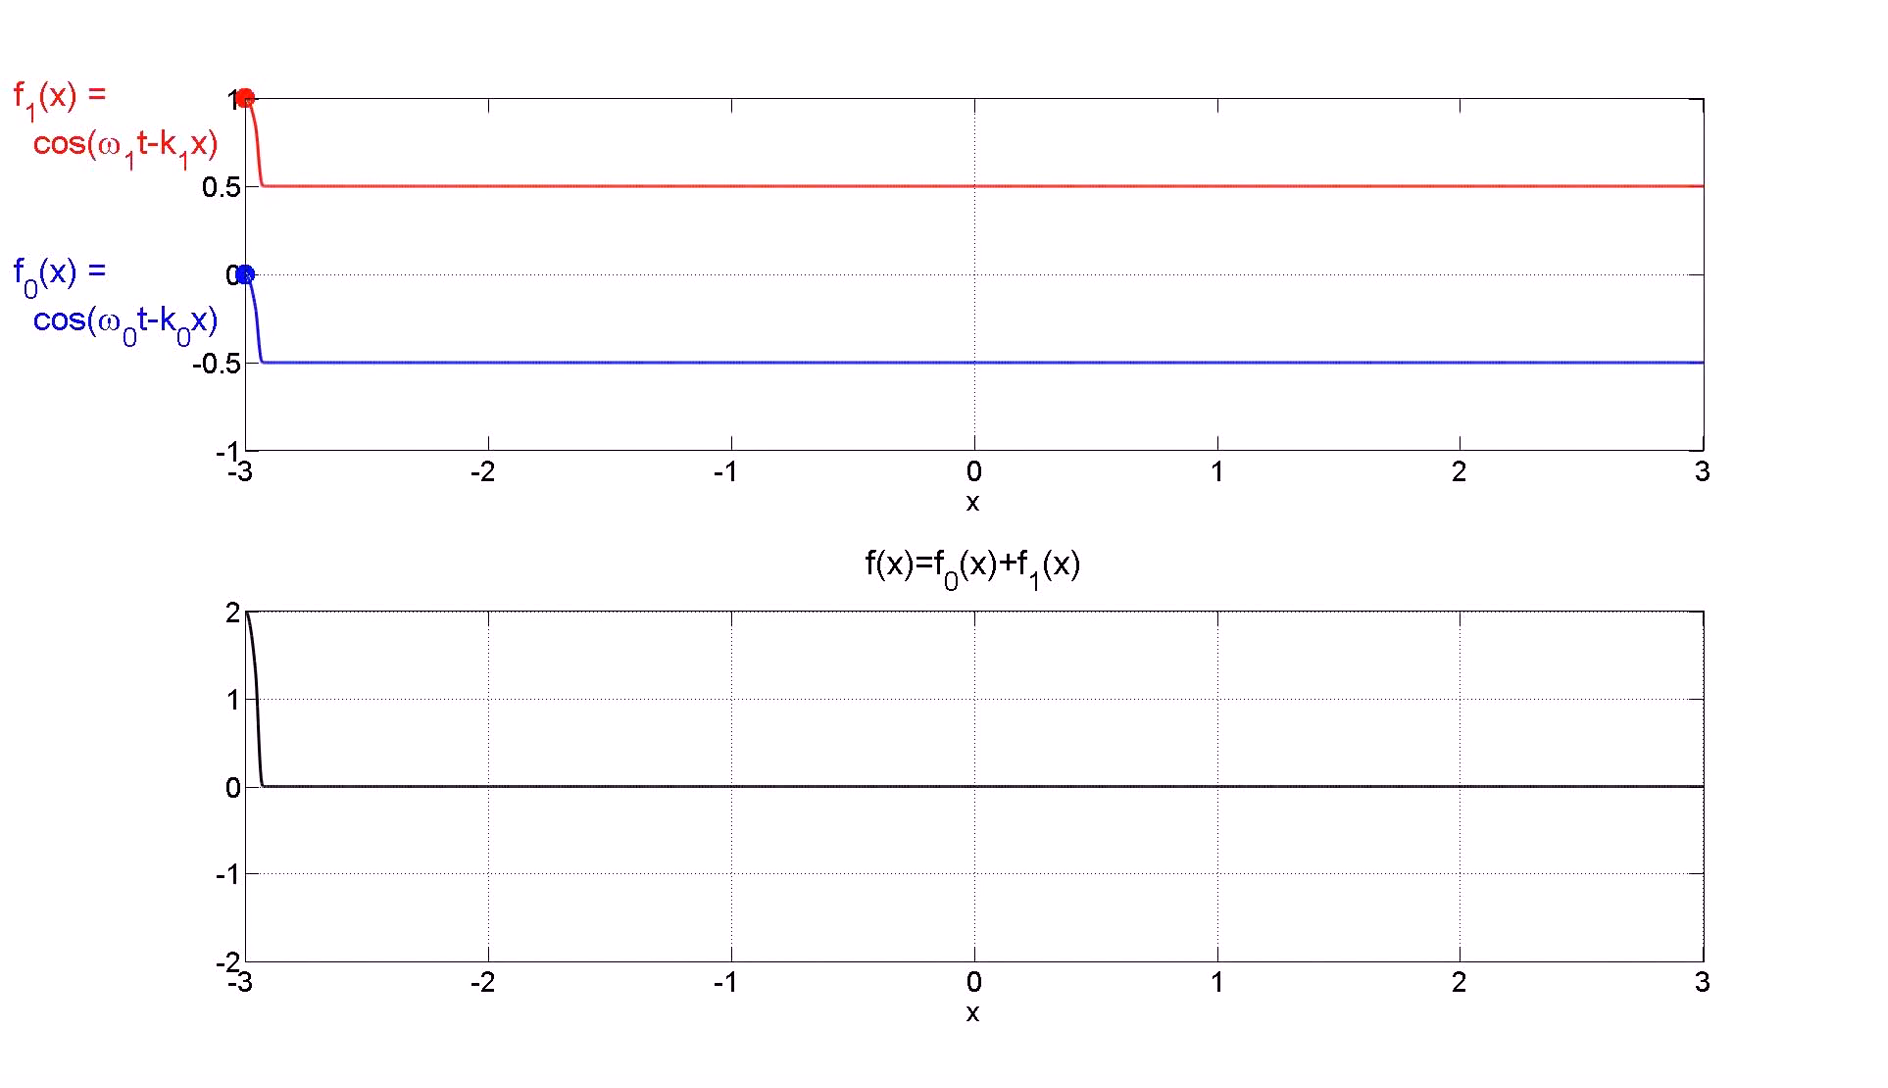 f₁(x) =
cos(ω₁t-k₁x)
f₀(x) =
cos(ω₀t-k₀x)
1
0.5
0
-0.5
-1
-3 -2 -1 0 1 2 3
x
f(x)=f₀(x)+f₁(x)
2
1
0
-1
-2
-3 -2 -1 0 1 2 3
x